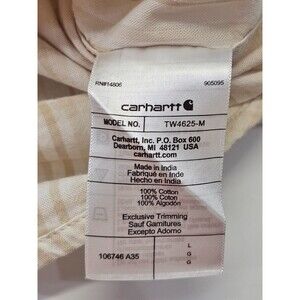 RN#14806 905095
carhartt
MODEL NO. TW4625-M
Carhartt, Inc. P.O. Box 600
Dearborn, MI 48121 USA
carhartt.com
Made in India
Fabriqué en Inde
Hecho en India
100% Cotton
100% Coton
100% Algodón
Exclusive Trimming
Sauf Garnitures
Excepto Adorno
106746 A35
L
G
G